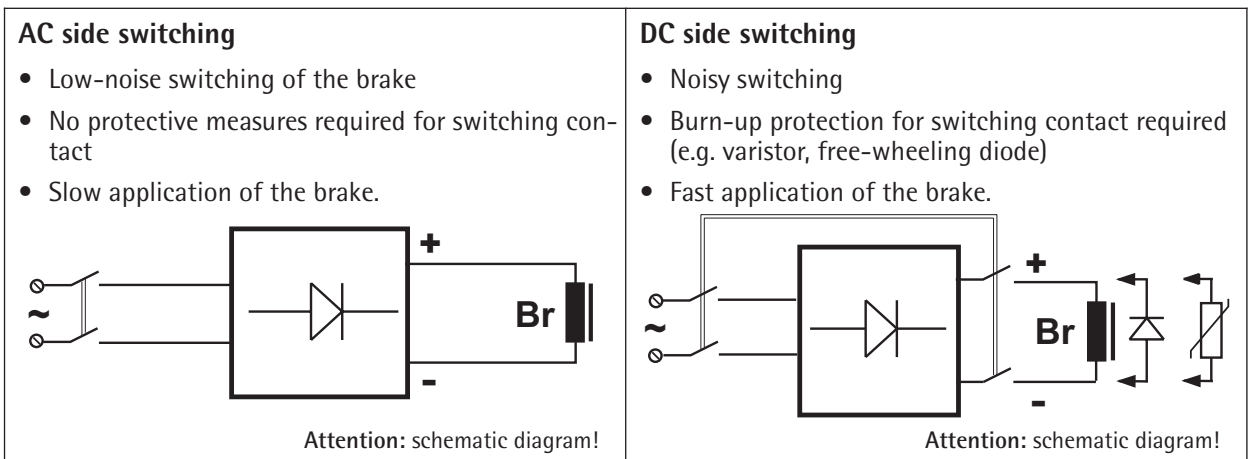 AC side switching
• Low-noise switching of the brake
• No protective measures required for switching con-
tact
• Slow application of the brake.
+
~
Br
-
Attention: schematic diagram!
DC side switching
• Noisy switching
• Burn-up protection for switching contact required
(e.g. varistor, free-wheeling diode)
• Fast application of the brake.
+
~
Br
-
Attention: schematic diagram!